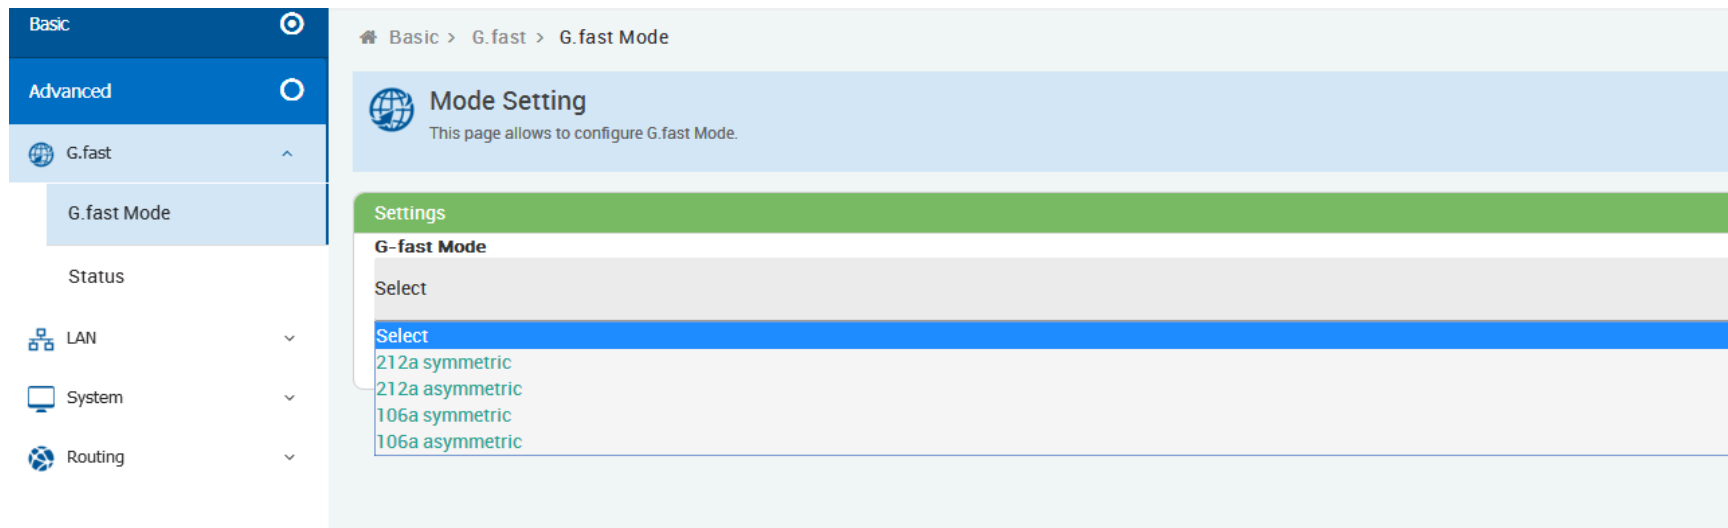 Basic
Advanced
G.fast
G.fast Mode
Status
LAN
System
Routing
Basic > G.fast > G.fast Mode
Mode Setting
This page allows to configure G.fast Mode.
Settings
G-fast Mode
Select
Select
212a symmetric
212a asymmetric
106a symmetric
106a asymmetric